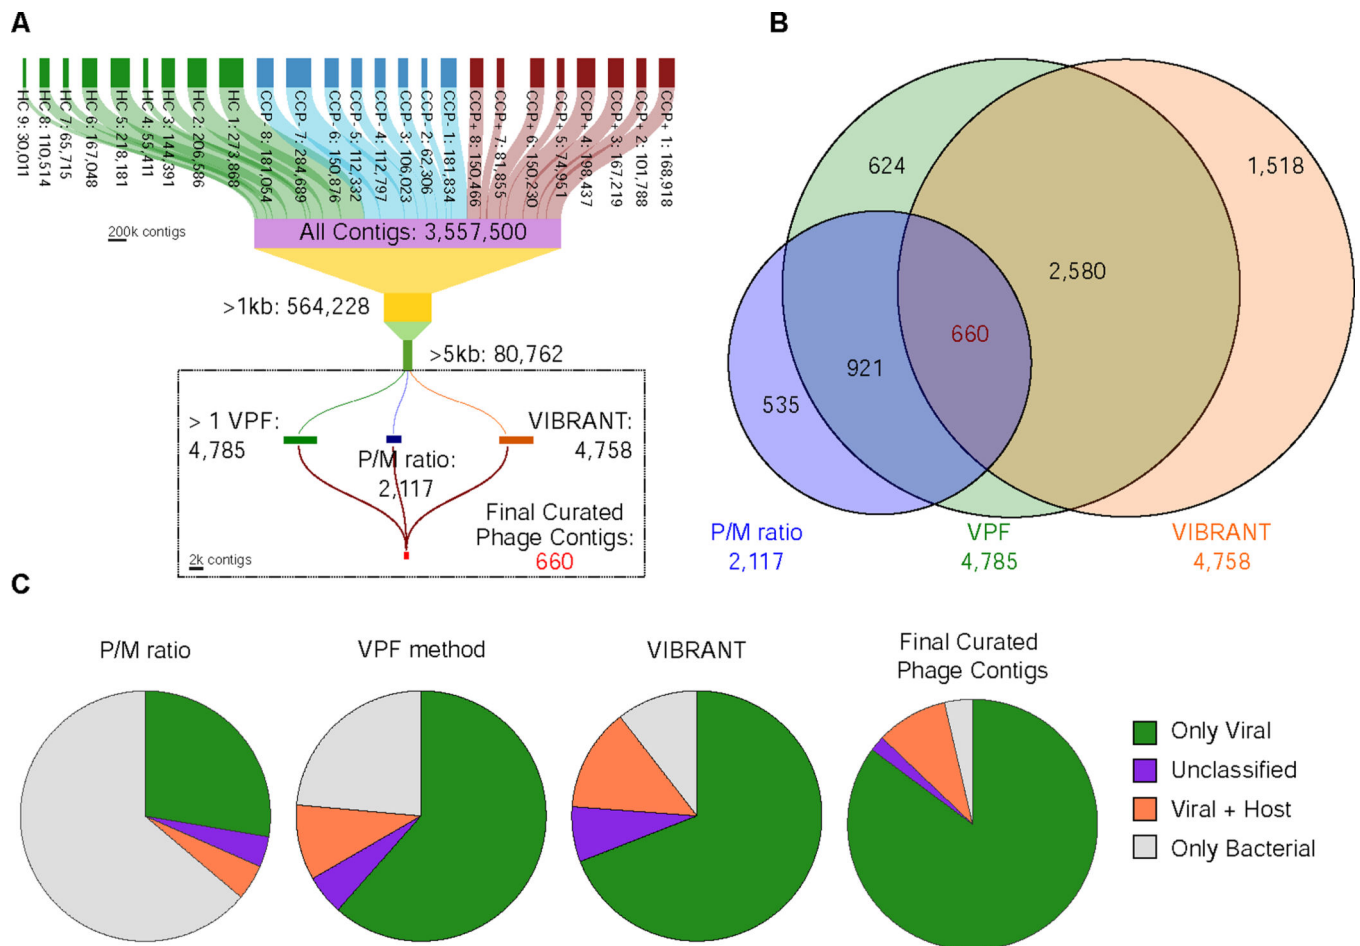 A
HC 9: 30,011
HC 8: 110,514
HC 7: 65,715
HC 6: 167,048
HC 5: 218,181
HC 4: 55,411
HC 3: 144,391
HC 2: 206,586
HC 1: 273,868
CCP- 8: 181,054
CCP- 7: 284,689
CCP- 6: 150,876
CCP- 5: 112,332
CCP- 4: 112,797
CCP- 3: 106,023
CCP- 2: 62,306
CCP- 1: 181,834
CCP+ 8: 150,466
CCP+ 7: 81,855
CCP+ 6: 150,230
CCP+ 5: 74,951
CCP+ 4: 198,437
CCP+ 3: 167,219
CCP+ 2: 101,788
CCP+ 1: 168,918
200k contigs
All Contigs: 3,557,500
>1kb: 564,228
>5kb: 80,762
> 1 VPF:
4,785
P/M ratio:
2,117
VIBRANT:
4,758
Final Curated
Phage Contigs:
660
2k contigs
B
624
1,518
2,580
660
921
535
P/M ratio
2,117
VPF
4,785
VIBRANT
4,758
C
P/M ratio
VPF method
VIBRANT
Final Curated
Phage Contigs
Only Viral
Unclassified
Viral + Host
Only Bacterial